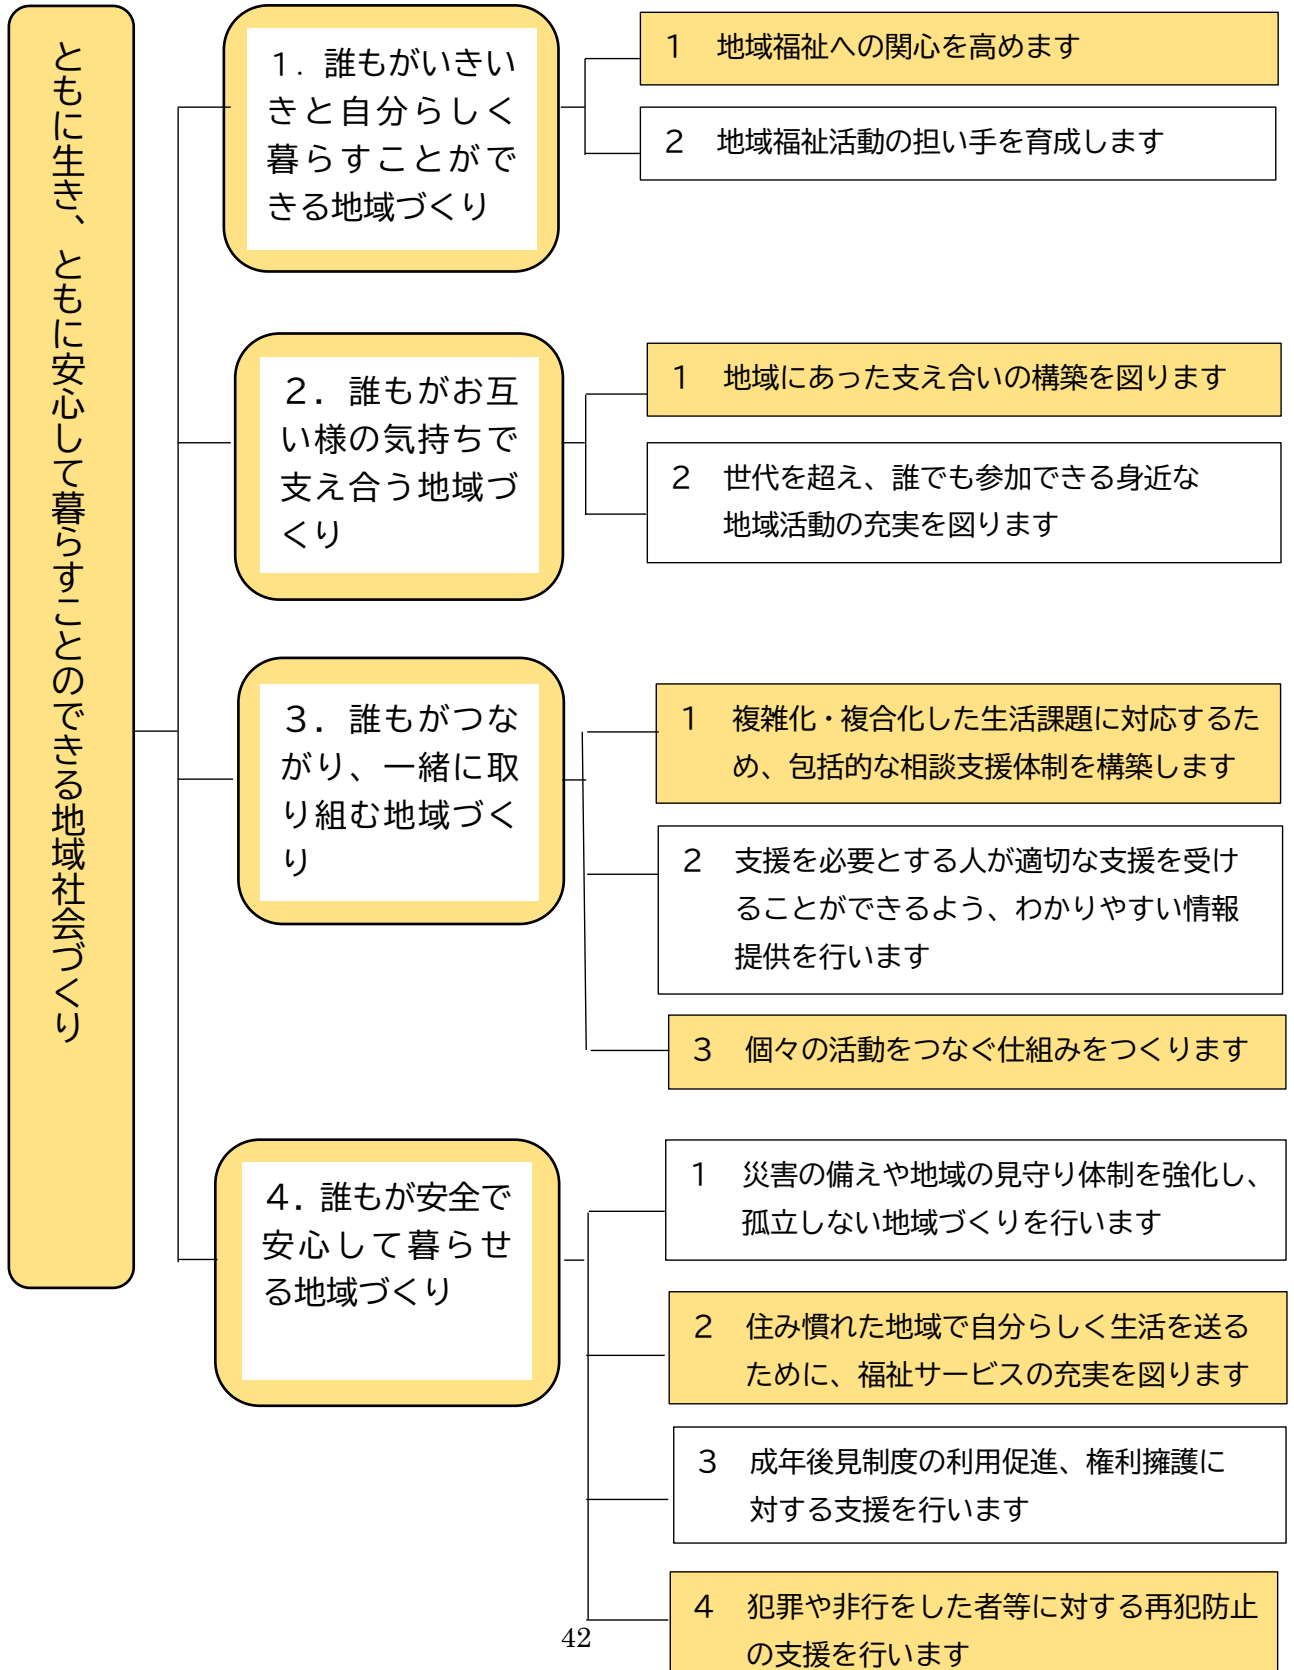 ともに生き、ともに安心して暮らすことのできる地域社会づくり
１．誰もがいきい
きと自分らしく
暮らすことがで
きる地域づくり
１　地域福祉への関心を高めます
２　地域福祉活動の担い手を育成します
２．誰もがお互
い様の気持ちで
支え合う地域づ
くり
１　地域にあった支え合いの構築を図ります
２　世代を超え、誰でも参加できる身近な
地域活動の充実を図ります
３．誰もがつな
がり、一緒に取
り組む地域づく
り
１　複雑化・複合化した生活課題に対応するた
め、包括的な相談支援体制を構築します
２　支援を必要とする人が適切な支援を受け
ることができるよう、わかりやすい情報
提供を行います
３　個々の活動をつなぐ仕組みをつくります
４．誰もが安全で
安心して暮らせ
る地域づくり
１　災害の備えや地域の見守り体制を強化し、
孤立しない地域づくりを行います
２　住み慣れた地域で自分らしく生活を送る
ために、福祉サービスの充実を図ります
３　成年後見制度の利用促進、権利擁護に
対する支援を行います
４　犯罪や非行をした者等に対する再犯防止
の支援を行います
42